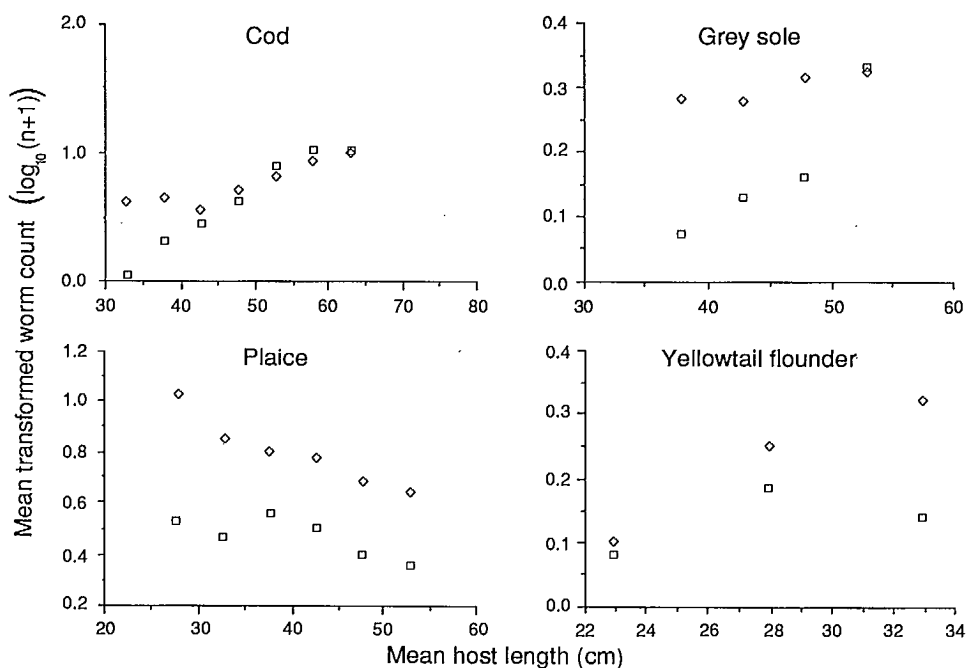 Mean transformed worm count (log10 (n+1))
Cod
2.0
1.0
0.0
30 40 50 60 70 80
Grey sole
0.4
0.3
0.2
0.1
0.0
30 40 50 60
Plaice
1.2
1.0
0.8
0.6
0.4
0.2
20 30 40 50 60
Yellowtail flounder
0.4
0.3
0.2
0.1
0.0
22 24 26 28 30 32 34
Mean host length (cm)